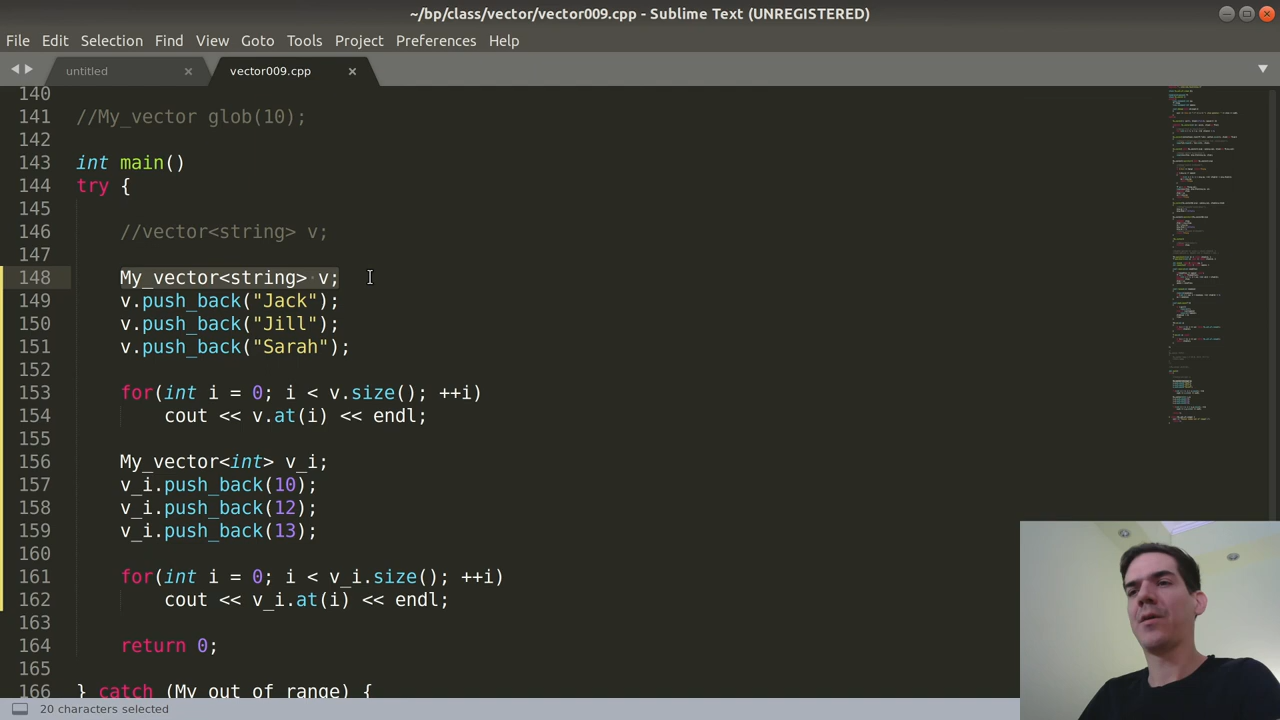 ~/bp/class/vector/vector009.cpp - Sublime Text (UNREGISTERED)
File Edit Selection Find View Goto Tools Project Preferences Help
untitled × vector009.cpp ×
140
141 //My_vector glob(10);
142
143 int main()
144 try {
145
146 //vector<string> v;
147
148 My_vector<string> v;
149 v.push_back("Jack");
150 v.push_back("Jill");
151 v.push_back("Sarah");
152
153 for(int i = 0; i < v.size(); ++i)
154 cout << v.at(i) << endl;
155
156 My_vector<int> v_i;
157 v_i.push_back(10);
158 v_i.push_back(12);
159 v_i.push_back(13);
160
161 for(int i = 0; i < v_i.size(); ++i)
162 cout << v_i.at(i) << endl;
163
164 return 0;
165
166 } catch (My_out_of_range) {
20 characters selected